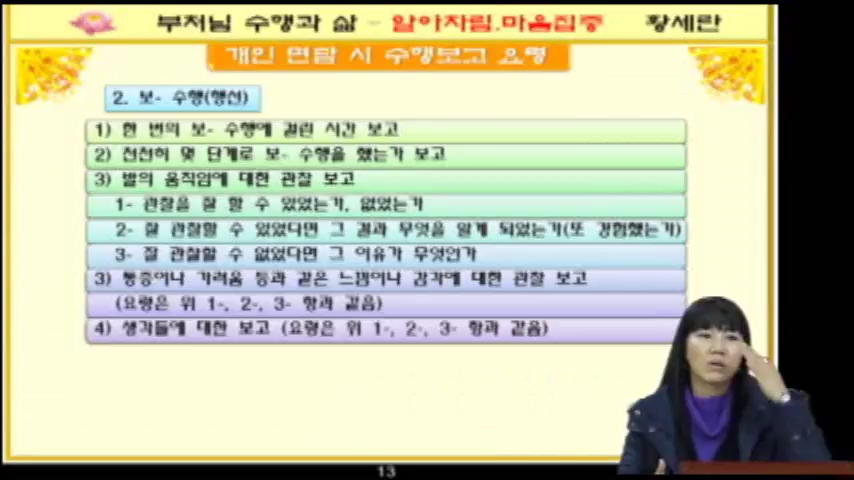 부처님 수행과 삶 - 알아차림.마음집중 황세란
개인 면담 시 수행보고 요령
2. 보- 수행(행선)
1) 한 번의 보- 수행에 걸린 시간 보고
2) 천천히 몇 단계로 보- 수행을 했는가 보고
3) 발의 움직임에 대한 관찰 보고
1- 관찰을 잘 할 수 있었는가, 없었는가
2- 잘 관찰할 수 있었다면 그 결과 무엇을 알게 되었는가(또 경험했는가)
3- 잘 관찰할 수 없었다면 그 이유가 무엇인가
3) 통증이나 가려움 등과 같은 느낌이나 감각에 대한 관찰 보고
(요령은 위 1-, 2-, 3- 항과 같음)
4) 생각들에 대한 보고 (요령은 위 1-, 2-, 3- 항과 같음)
13